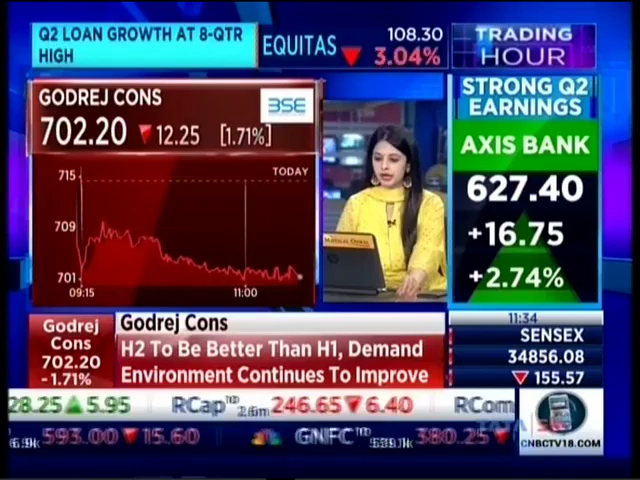 Q2 LOAN GROWTH AT 8-QTR
HIGH
EQUITAS
108.30
▼ 3.04%
TRADING
HOUR
GODREJ CONS
BSE
702.20 ▼ 12.25 [1.71%]
TODAY
715
709
701
09:15
11:00
STRONG Q2
EARNINGS
AXIS BANK
627.40
+16.75
+2.74%
Godrej
Cons
702.20
-1.71%
Godrej Cons
H2 To Be Better Than H1, Demand
Environment Continues To Improve
11:34
SENSEX
34856.08
▼ 155.57
28.25 ▲ 5.95 RCap 2.6m 246.65 ▼ 6.40 RCom
593.00 ▼ 15.60 GNFC 380.25 ▼
CNBCTV18.COM